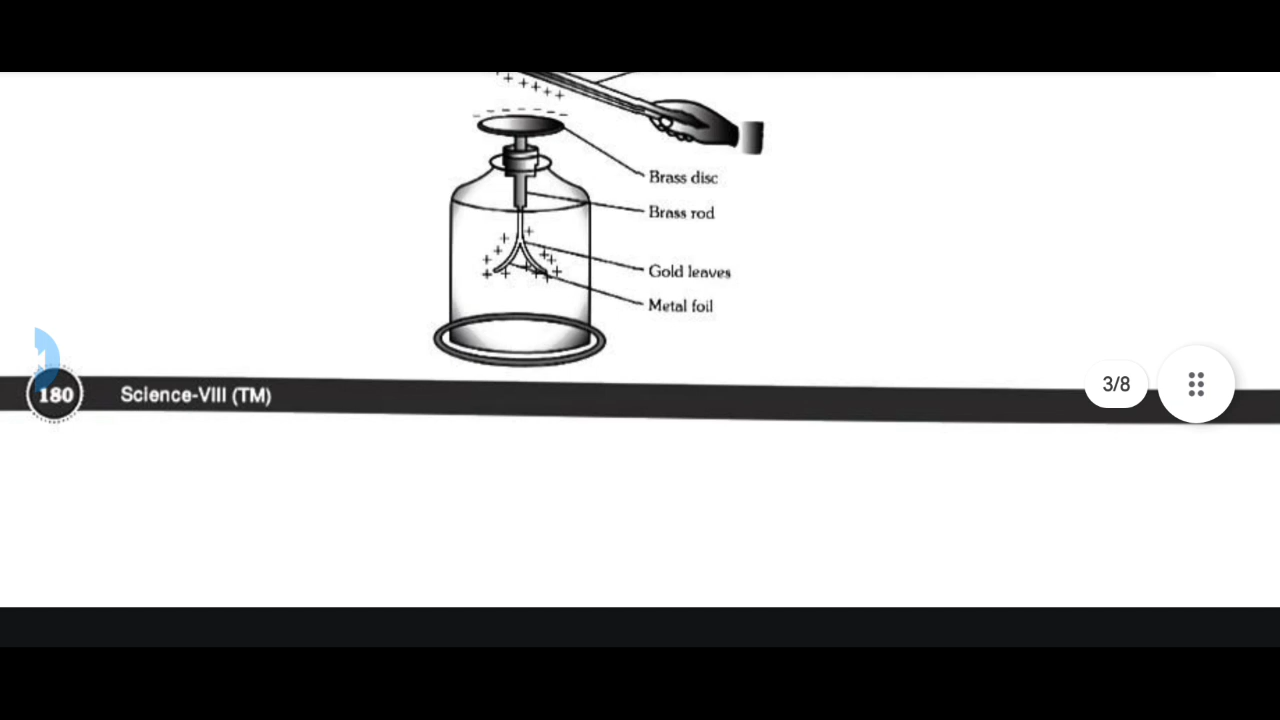 Brass disc
Brass rod
Gold leaves
Metal foil
180 Science-VIII (TM)
3/8